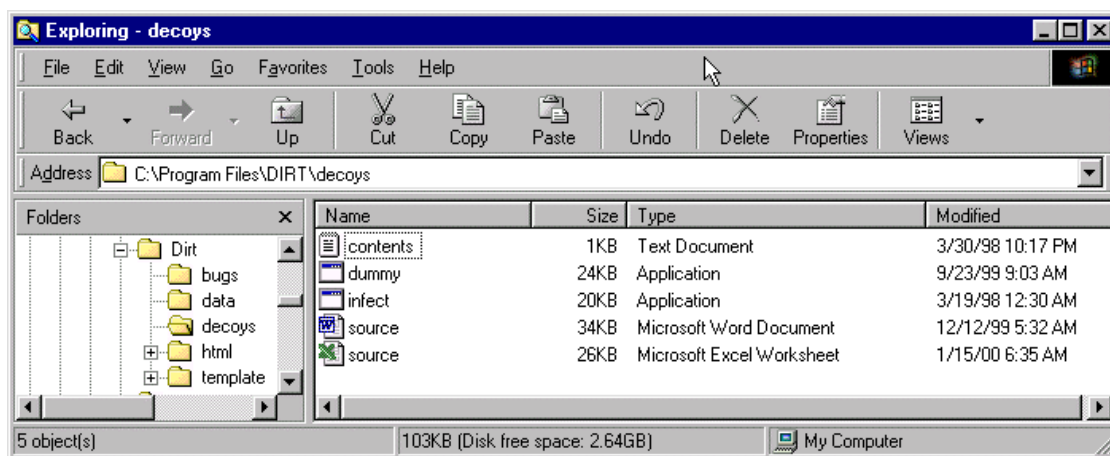 Exploring - decoys
File Edit View Go Favorites Tools Help
Back Forward Up Cut Copy Paste Undo Delete Properties Views
Address C:\Program Files\DIRT\decoys
Folders Name Size Type Modified
Dirt contents 1KB Text Document 3/30/98 10:17 PM
bugs dummy 24KB Application 9/23/99 9:03 AM
data infect 20KB Application 3/19/98 12:30 AM
decoys source 34KB Microsoft Word Document 12/12/99 5:32 AM
html source 26KB Microsoft Excel Worksheet 1/15/00 6:35 AM
template
5 object(s) 103KB (Disk free space: 2.64GB) My Computer